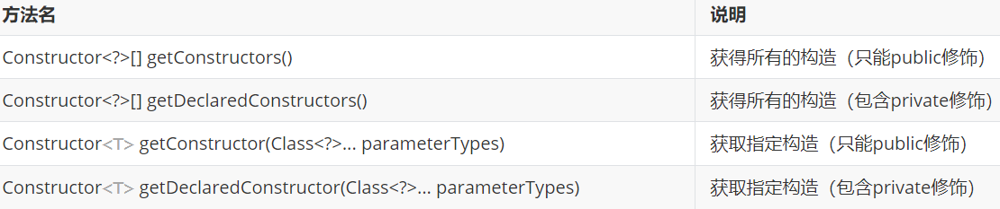 方法名 说明
Constructor<?>[] getConstructors() 获得所有的构造（只能public修饰）
Constructor<?>[] getDeclaredConstructors() 获得所有的构造（包含private修饰）
Constructor<T> getConstructor(Class<?>... parameterTypes) 获取指定构造（只能public修饰）
Constructor<T> getDeclaredConstructor(Class<?>... parameterTypes) 获取指定构造（包含private修饰）